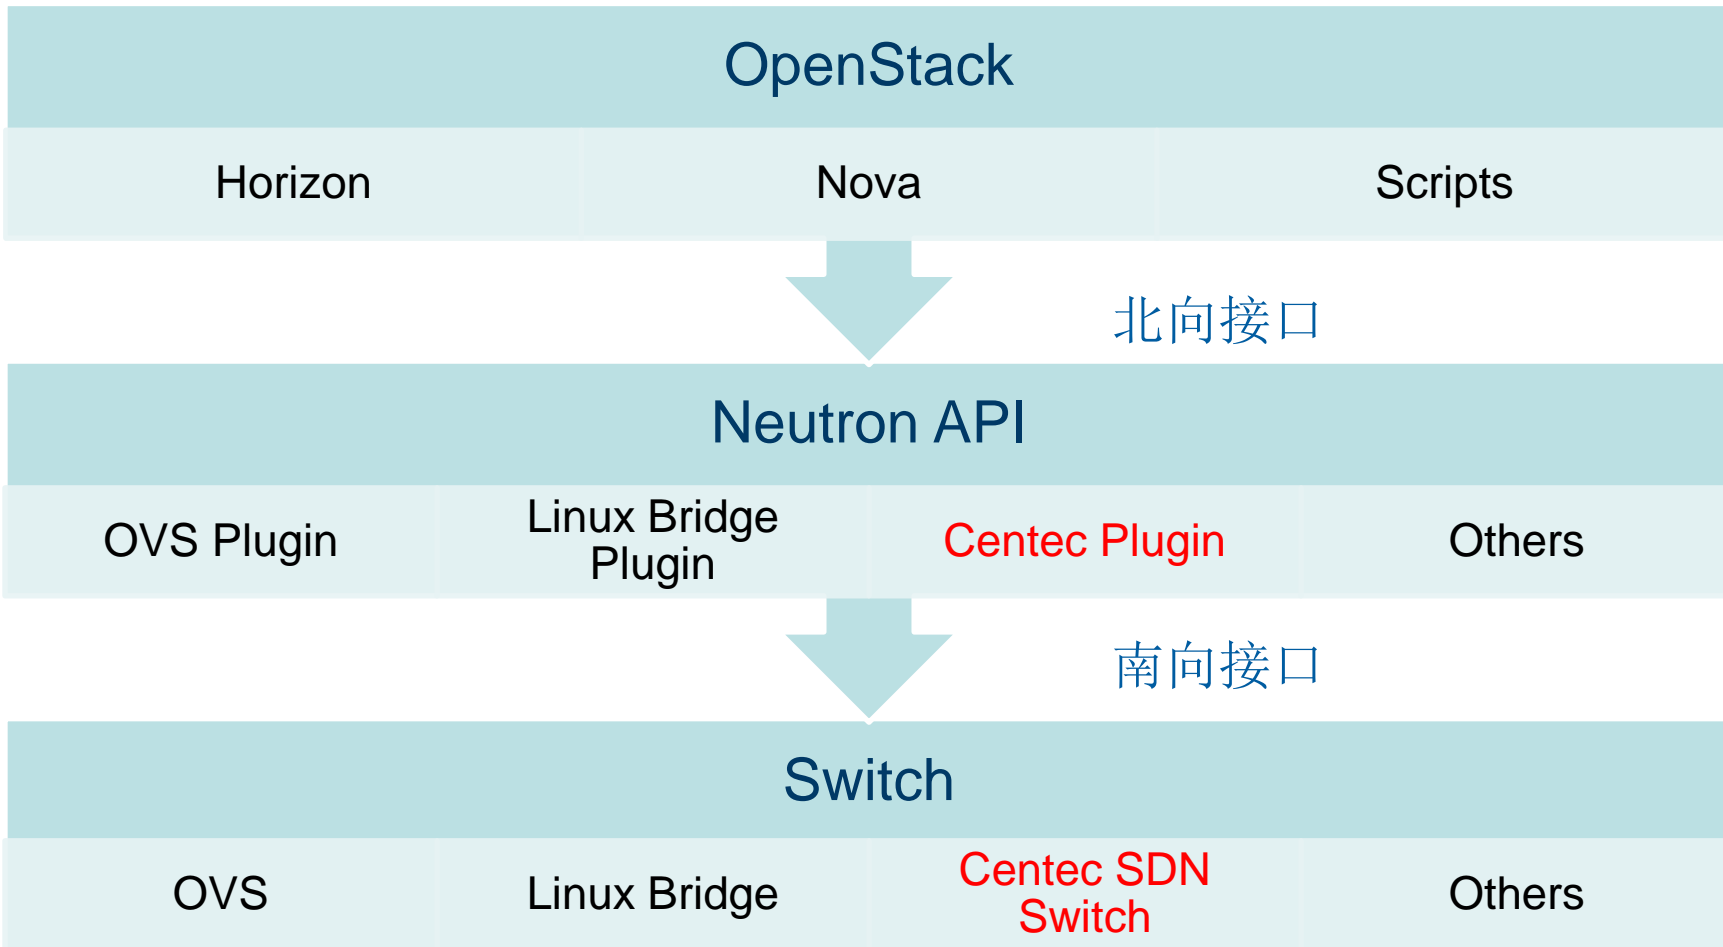 OpenStack
Horizon
Nova
Scripts
北向接口
Neutron API
OVS Plugin
Linux Bridge
Plugin
Centec Plugin
Others
南向接口
Switch
OVS
Linux Bridge
Centec SDN
Switch
Others